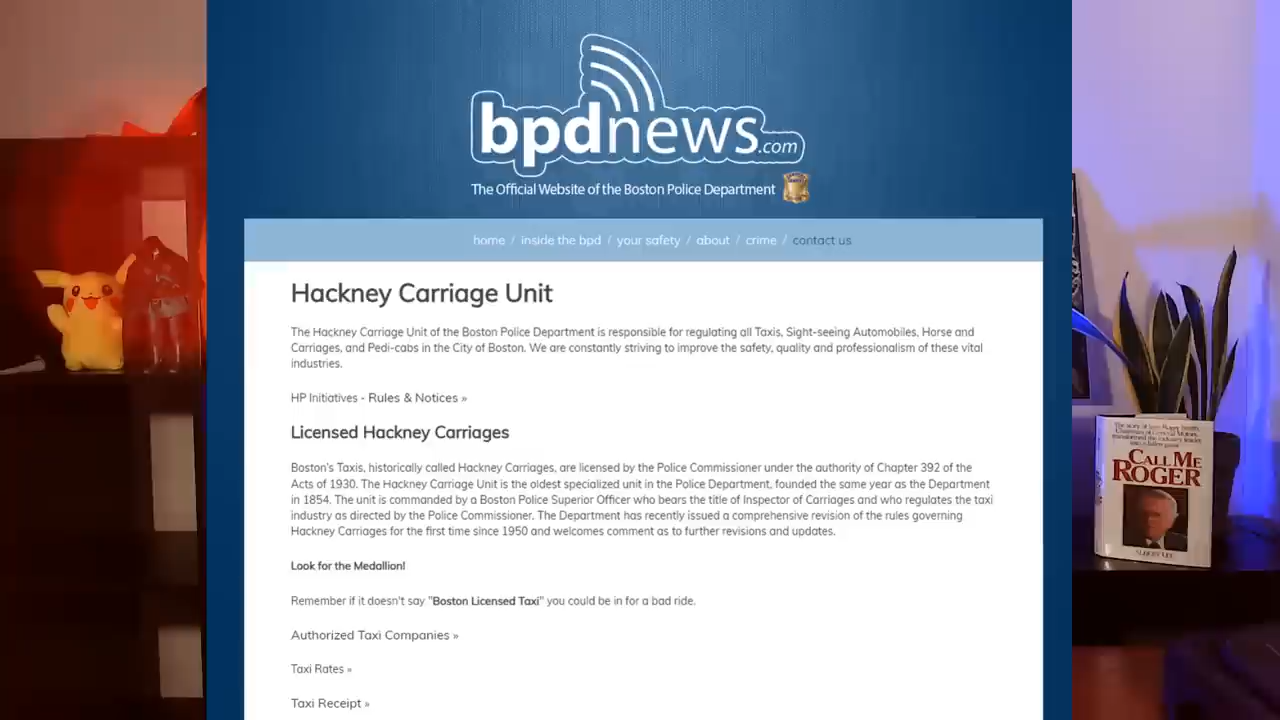 bpdnews.com
The Official Website of the Boston Police Department
home / inside the bpd / your safety / about / crime / contact us
Hackney Carriage Unit
The Hackney Carriage Unit of the Boston Police Department is responsible for regulating all Taxis, Sight-seeing Automobiles, Horse and
Carriages, and Pedi-cabs in the City of Boston. We are constantly striving to improve the safety, quality and professionalism of these vital
industries.
HP Initiatives - Rules & Notices »
Licensed Hackney Carriages
Boston's Taxis, historically called Hackney Carriages, are licensed by the Police Commissioner under the authority of Chapter 392 of the
Acts of 1930. The Hackney Carriage Unit is the oldest specialized unit in the Police Department, founded the same year as the Department
in 1854. The unit is commanded by a Boston Police Superior Officer who bears the title of Inspector of Carriages and who regulates the taxi
industry as directed by the Police Commissioner. The Department has recently issued a comprehensive revision of the rules governing
Hackney Carriages for the first time since 1950 and welcomes comment as to further revisions and updates.
Look for the Medallion!
Remember if it doesn't say "Boston Licensed Taxi" you could be in for a bad ride.
Authorized Taxi Companies »
Taxi Rates »
Taxi Receipt »
CALL ME
ROGER
ALBERT LEE